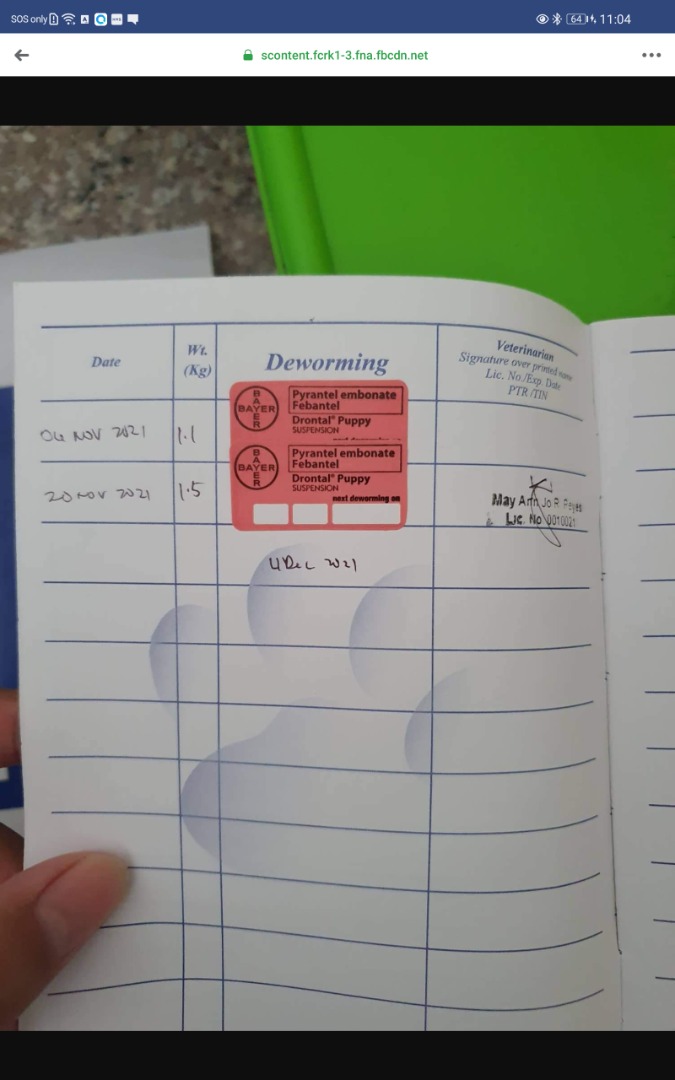 SOS only
64 11:04
scontent.fcrk1-3.fna.fbcdn.net
Date
Wt.
(Kg)
Deworming
Veterinarian
Signature over printed name
Lic. No./Exp. Date
PTR /TIN
BAYER
BAYER
Pyrantel embonate
Febantel
Drontal® Puppy
SUSPENSION
04 NOV 2021 1.1
BAYER
BAYER
Pyrantel embonate
Febantel
Drontal® Puppy
SUSPENSION
next deworming on
20 NOV 2021 1.5
May Ann Jo R
Lic. No 0010021
4 Dec 2021